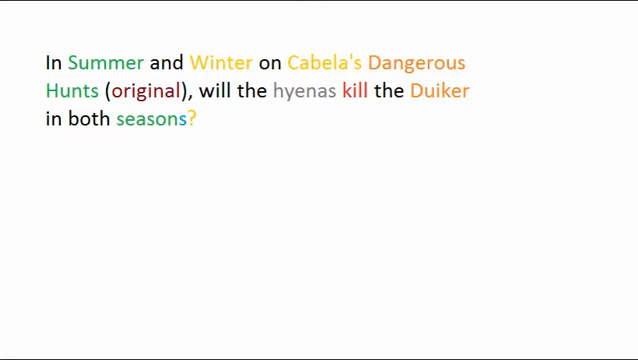 In Summer and Winter on Cabela's Dangerous
Hunts (original), will the hyenas kill the Duiker
in both seasons?